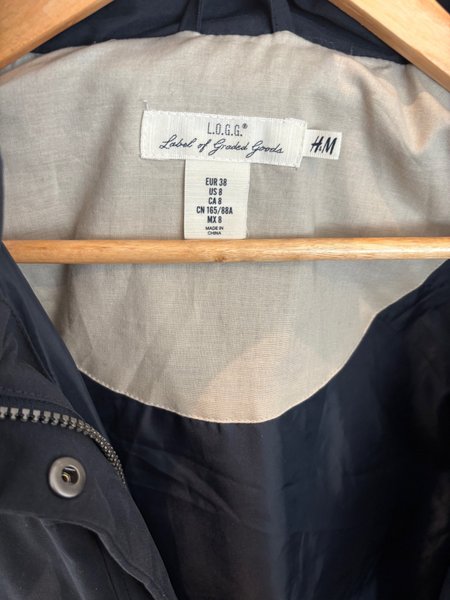 L.O.G.G.®
Label of Graded Goods
H&M
EUR 38
US 8
CA 8
CN 165/88A
MX 8
MADE IN
CHINA